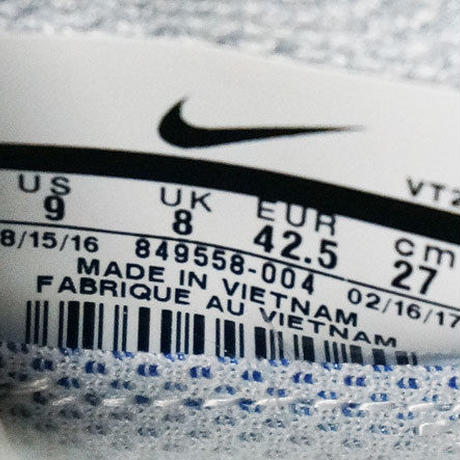 VT2
US UK EUR cm
9 8 42.5 27
8/15/16 849558-004 02/16/17
MADE IN VIETNAM
FABRIQUE AU VIETNAM